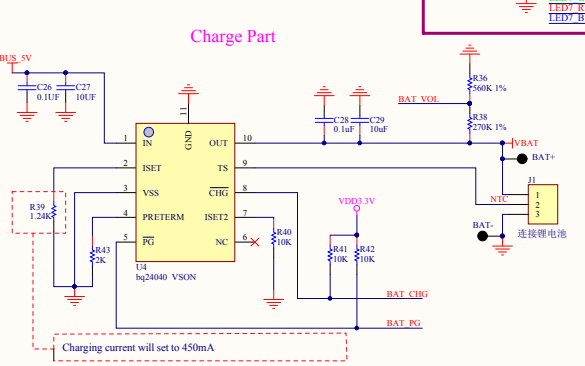 LED7_R
LED7_B
Charge Part
BUS_5V
C26
0.1UF
C27
10UF
11
GND
C28
0.1uF
C29
10uF
R36
560K 1%
BAT_VOL
R38
270K 1%
VBAT
BAT+
1 IN
OUT 10
2 ISET
TS 9
3 VSS
CHG 8
4 PRETERM
ISET2 7
5 PG
NC 6
U4
bq24040 VSON
R39
1.24K
R43
2K
R40
10K
VDD3.3V
R41
10K
R42
10K
NTC
J1
1
2
3
BAT-
连接锂电池
BAT_CHG
BAT_PG
Charging current will set to 450mA